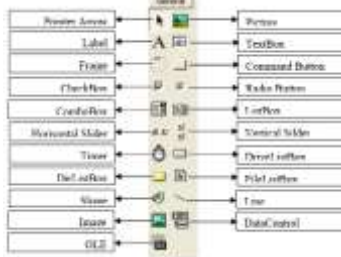 General
Pointer Arrow
Picture
Label
TextBox
Frame
Command Button
CheckBox
Radio Button
ComboBox
ListBox
Horizontal Slider
Vertical Slider
Timer
DriveListBox
DirListBox
FileListBox
Shape
Line
Image
DataControl
OLE